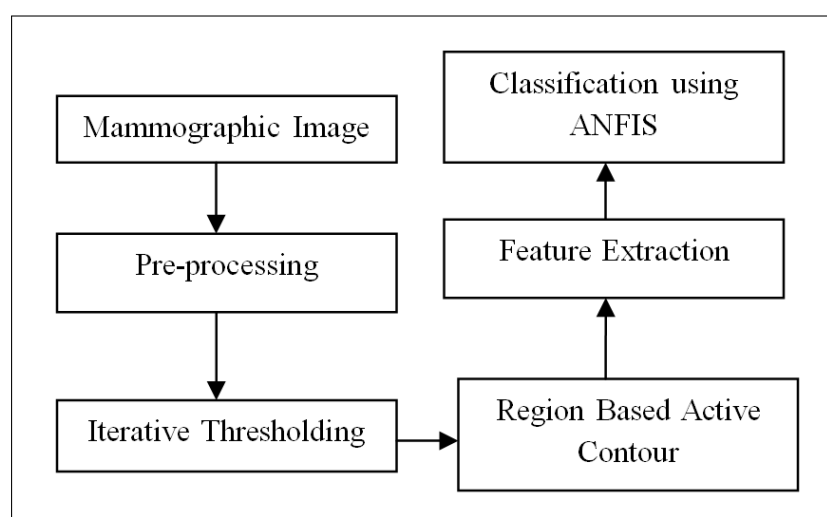 Mammographic Image
Pre-processing
Iterative Thresholding
Region Based Active
Contour
Feature Extraction
Classification using
ANFIS